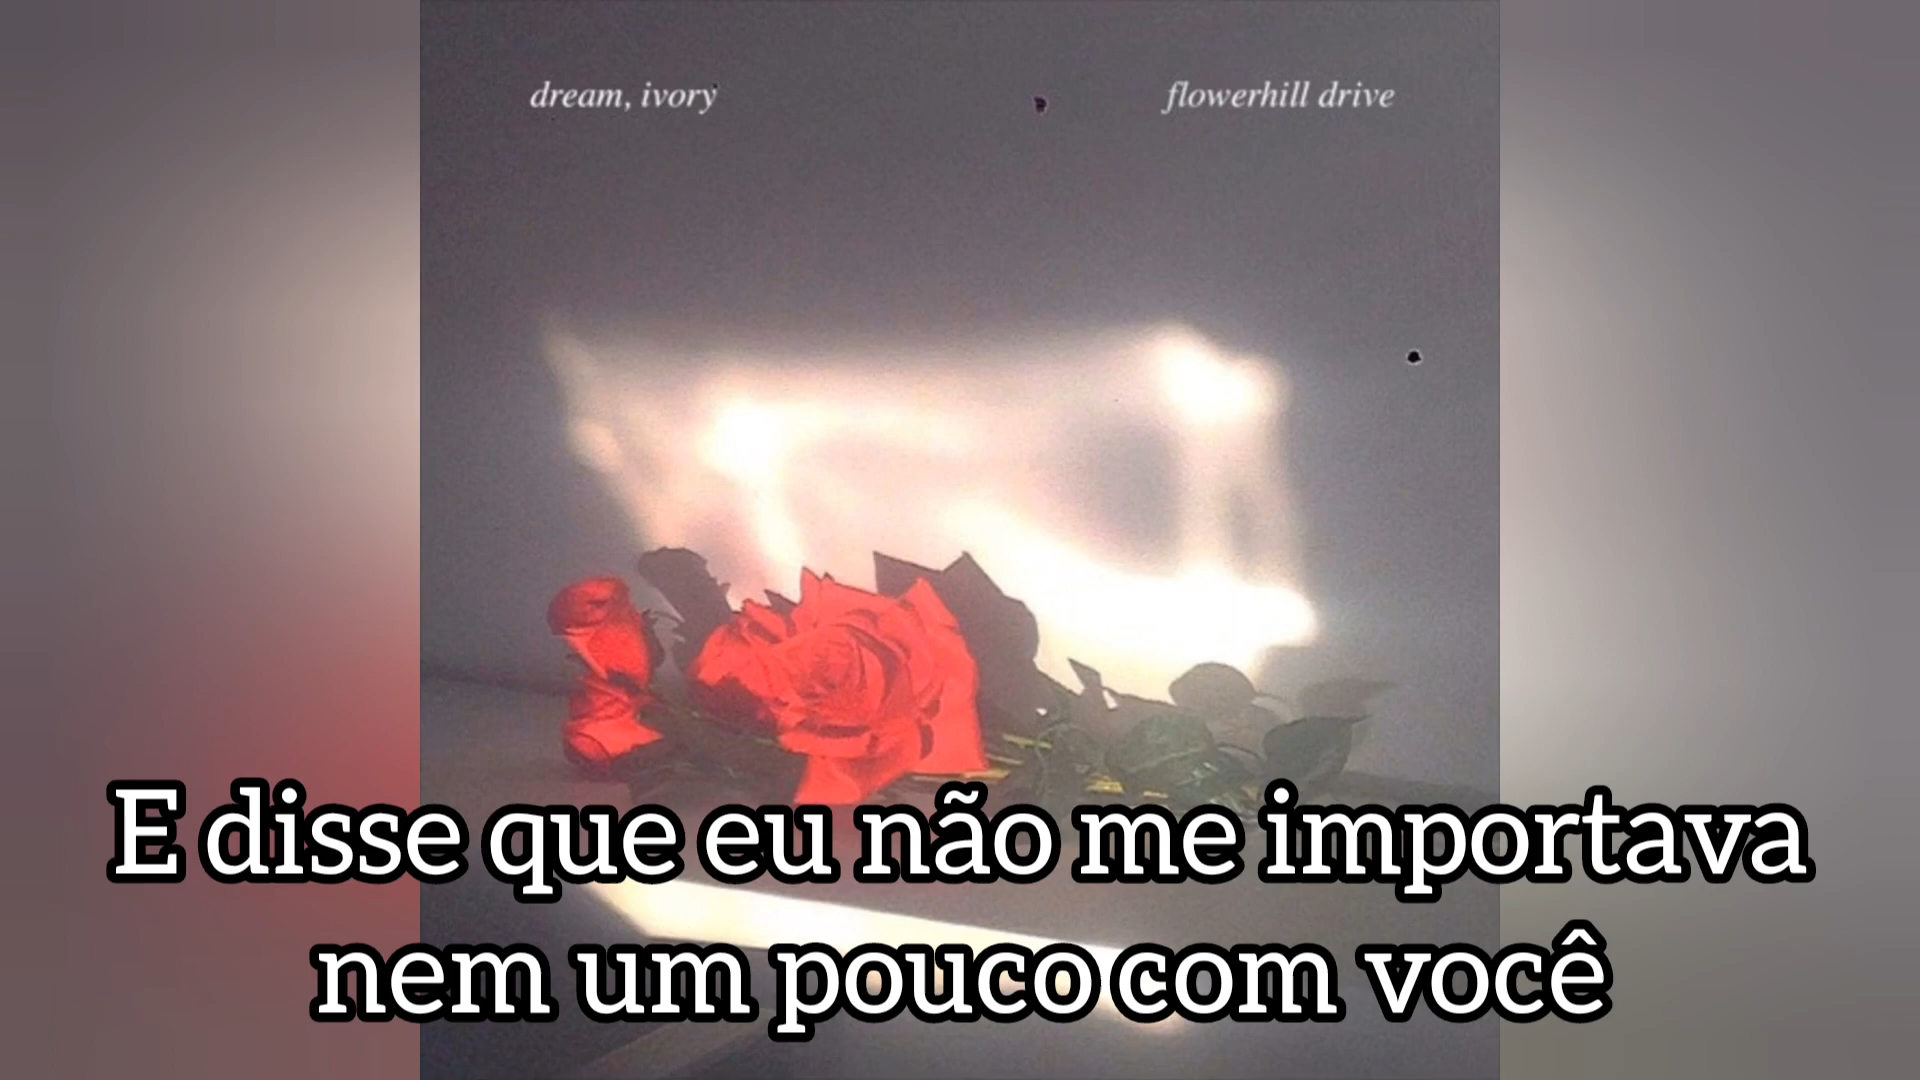 dream, ivory
flowerhill drive
E disse que eu não me importava
nem um pouco com você